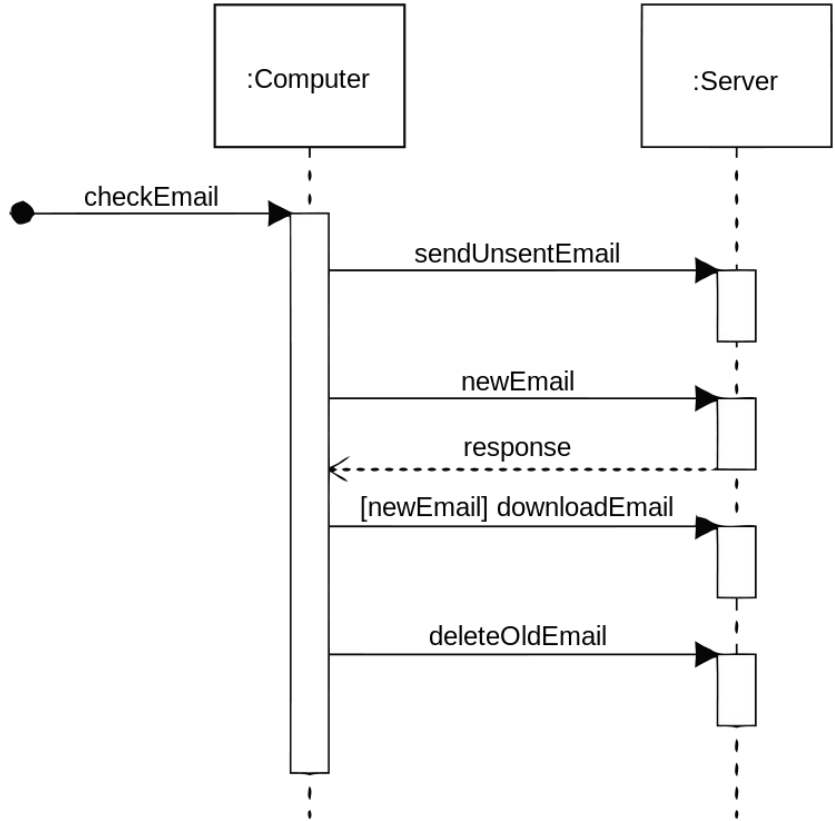 :Computer
:Server
checkEmail
sendUnsentEmail
newEmail
response
[newEmail] downloadEmail
deleteOldEmail